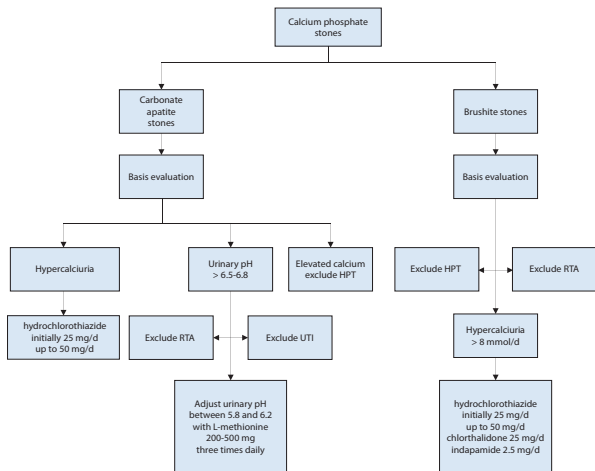 Calcium phosphate
stones
Carbonate
apatite
stones
Brushite stones
Basis evaluation
Basis evaluation
Hypercalciuria
Urinary pH
> 6.5-6.8
Elevated calcium
exclude HPT
Exclude HPT
Exclude RTA
hydrochlorothiazide
initially 25 mg/d
up to 50 mg/d
Exclude RTA
Exclude UTI
Hypercalciuria
> 8 mmol/d
Adjust urinary pH
between 5.8 and 6.2
with L-methionine
200-500 mg
three times daily
hydrochlorothiazide
initially 25 mg/d
up to 50 mg/d
chlorthalidone 25 mg/d
indapamide 2.5 mg/d